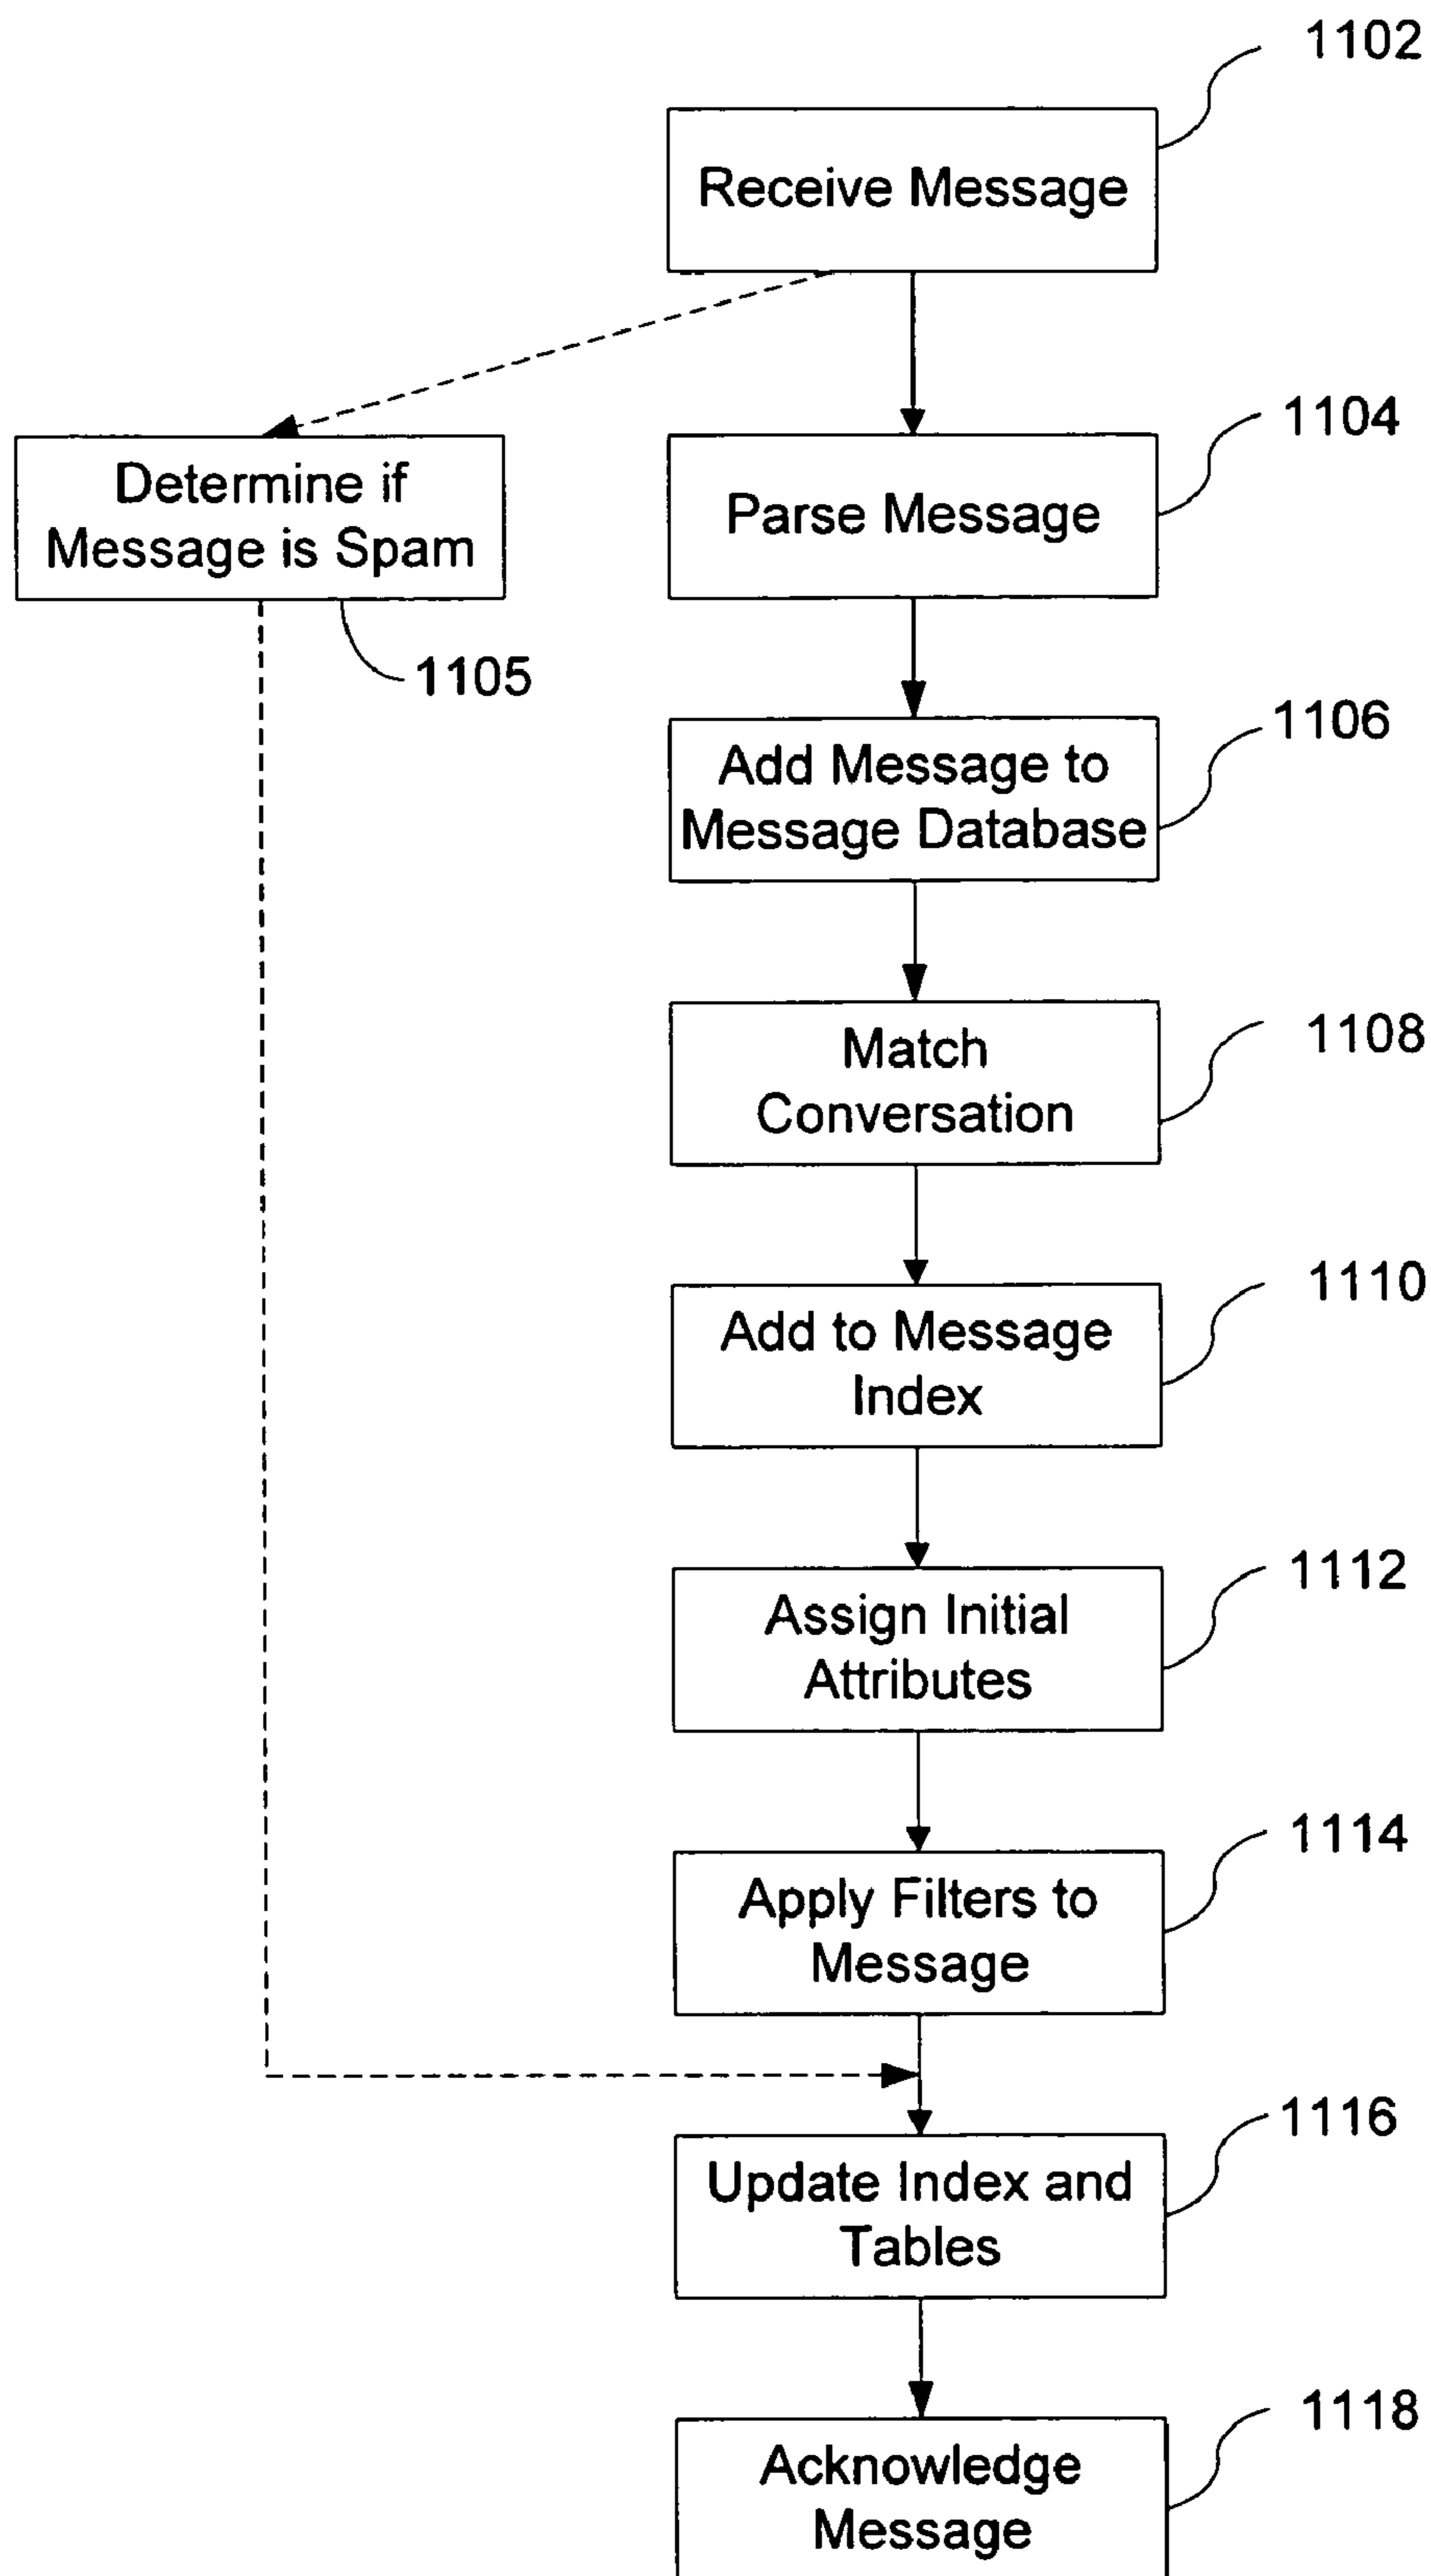 1102
Receive Message
1104
Determine if
Message is Spam
Parse Message
1105
1106
Add Message to
Message Database
1108
Match
Conversation
1110
Add to Message
Index
1112
Assign Initial
Attributes
1114
Apply Filters to
Message
1116
Update Index and
Tables
1118
Acknowledge
Message